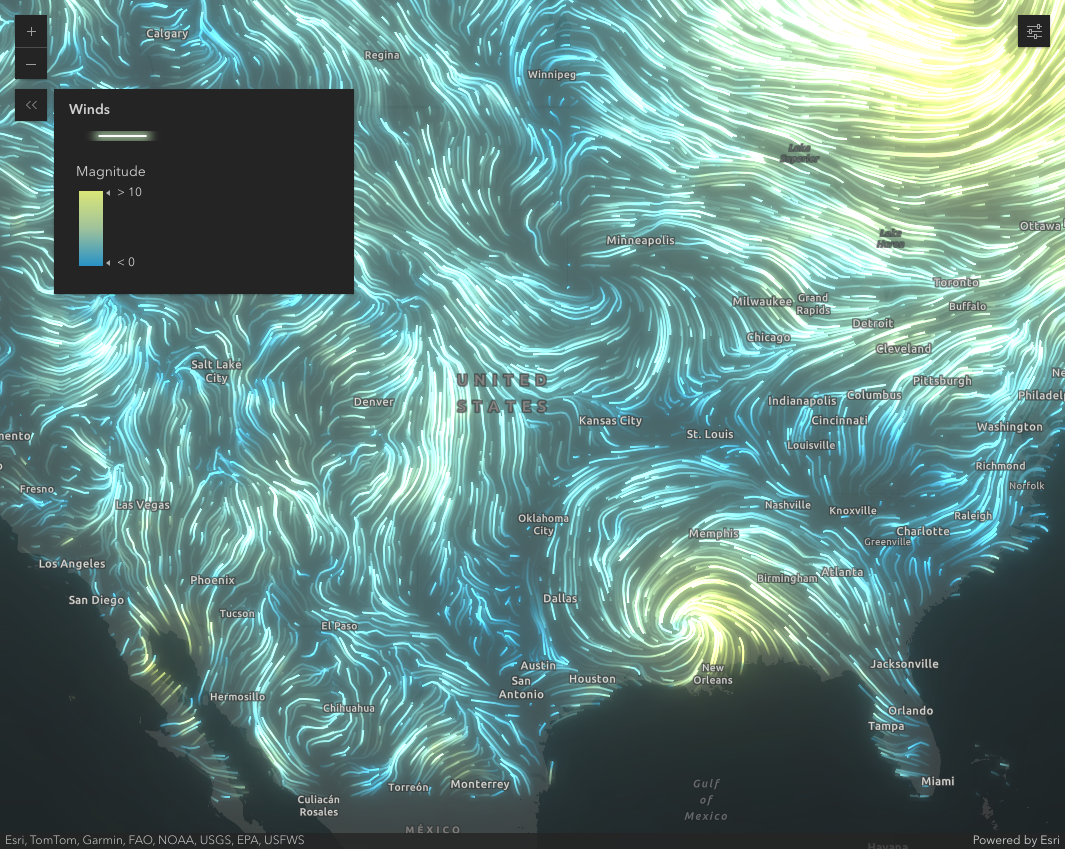 Calgary
Regina
Winnipeg
+
−
Winds
Magnitude
> 10
< 0
Lake
Superior
Lake
Huron
Ottawa
Minneapolis
Toronto
Milwaukee
Grand
Rapids
Buffalo
Detroit
Chicago
Cleveland
Salt Lake
City
UNITED
STATES
Denver
Pittsburgh
Indianapolis
Columbus
Philadelp
Ne
Kansas City
Cincinnati
St. Louis
Washington
mento
Louisville
Richmond
Norfolk
Fresno
Las Vegas
Nashville
Knoxville
Raleigh
Oklahoma
City
Memphis
Charlotte
Greenville
Los Angeles
Phoenix
Birmingham
Atlanta
San Diego
Dallas
Tucson
El Paso
Austin
Jacksonville
San
Antonio
Houston
New
Orleans
Hermosillo
Chihuahua
Orlando
Tampa
Torreón
Monterrey
Miami
Gulf
of
Mexico
Culiacán
Rosales
MÉXICO
Esri, TomTom, Garmin, FAO, NOAA, USGS, EPA, USFWS
Powered by Esri
Havana